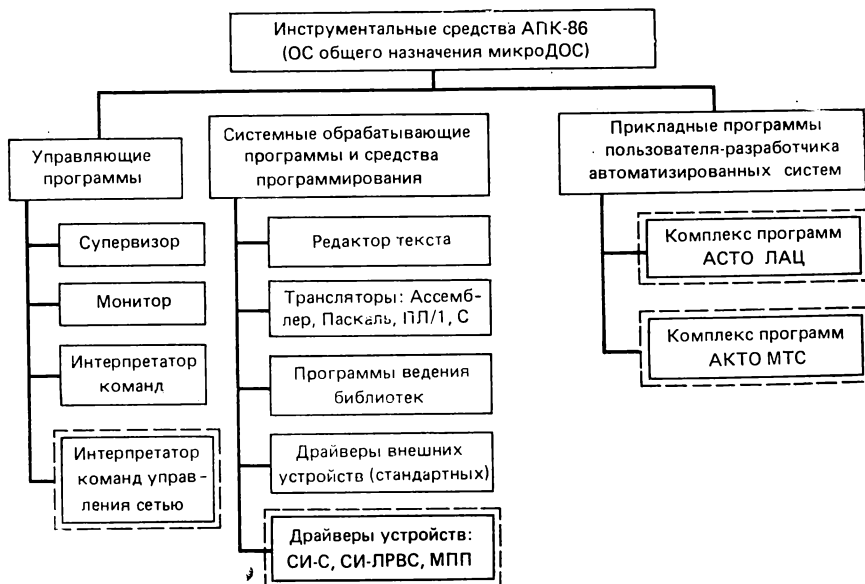 Инструментальные средства АПК-86
(ОС общего назначения микроДОС)
Управляющие
программы
Супервизор
Монитор
Интерпретатор
команд
Интерпретатор
команд управ-
ления сетью
Системные обрабатывающие
программы и средства
программирования
Редактор текста
Трансляторы: Ассемб-
лер, Паскаль, ПЛ/1, С
Программы ведения
библиотек
Драйверы внешних
устройств (стандартных)
Драйверы устройств:
СИ-С, СИ-ЛРВС, МПП
Прикладные программы
пользователя-разработчика
автоматизированных систем
Комплекс программ
АСТО ЛАЦ
Комплекс программ
АКТО МТС